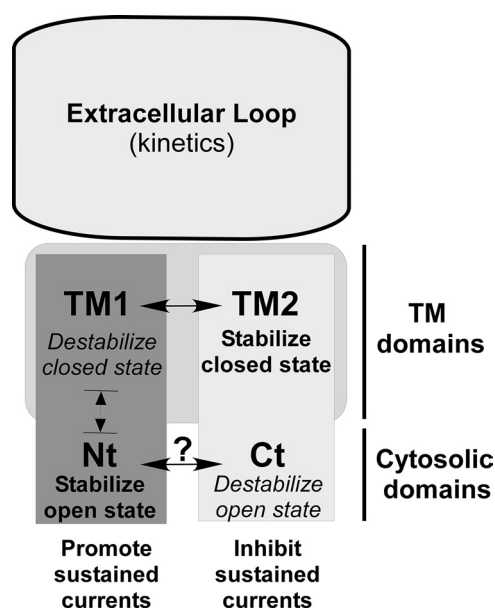 Extracellular Loop
(kinetics)
TM1
TM2
Destabilize
closed state
Stabilize
closed state
TM
domains
Nt
?
Ct
Stabilize
open state
Destabilize
open state
Cytosolic
domains
Promote
sustained
currents
Inhibit
sustained
currents